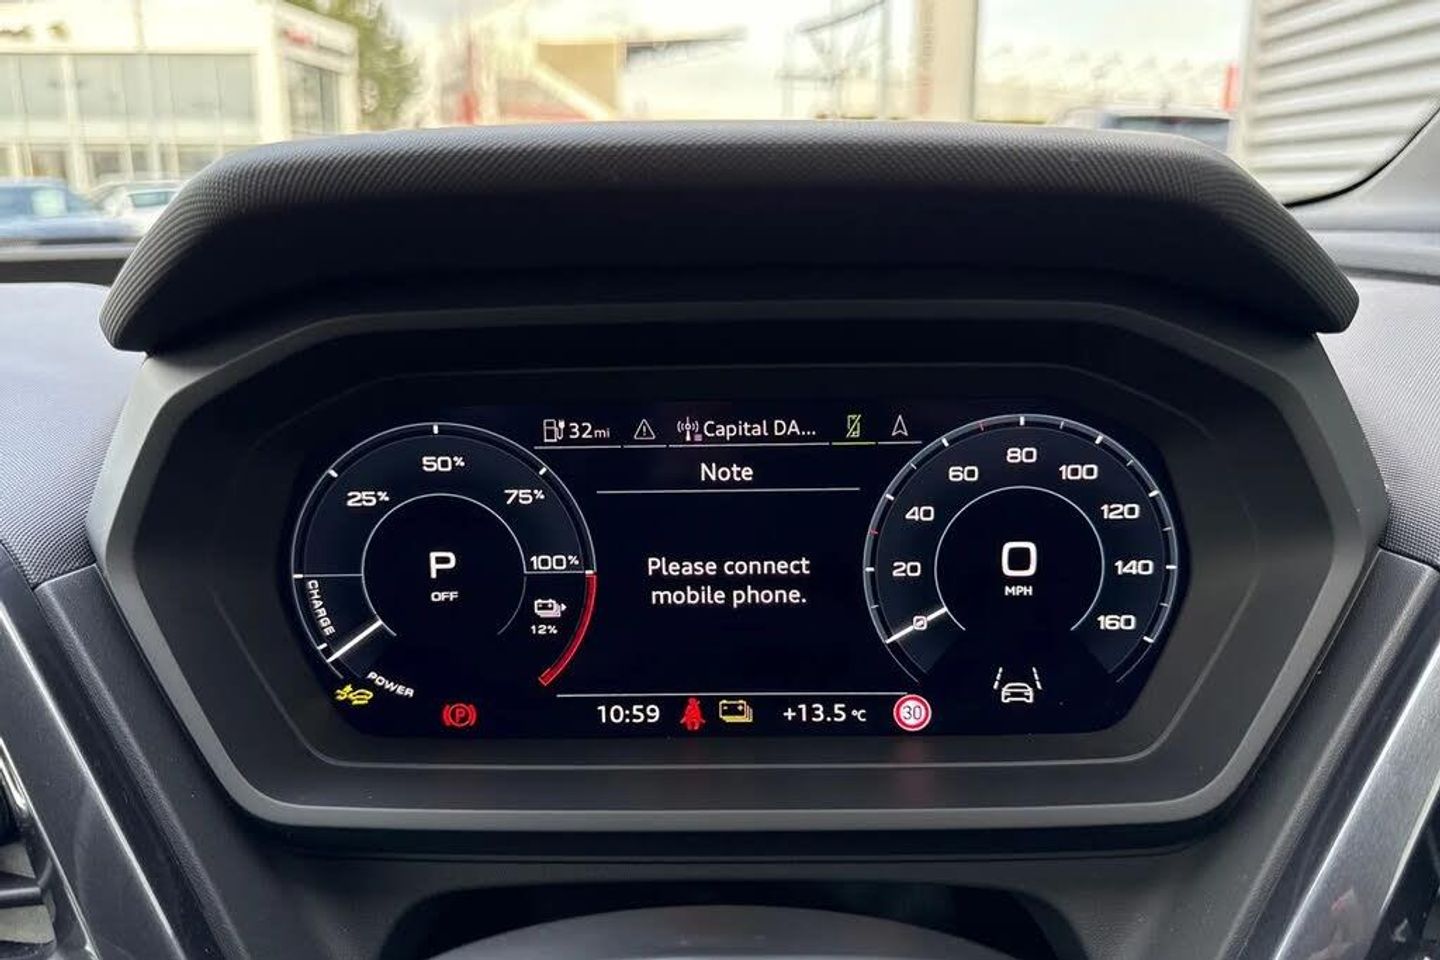 32mi
Capital DA...
Note
Please connect
mobile phone.
25%
50%
75%
100%
CHARGE
POWER
P
OFF
12%
0
20
40
60
80
100
120
140
160
0
MPH
P
10:59
+13.5 °C
30